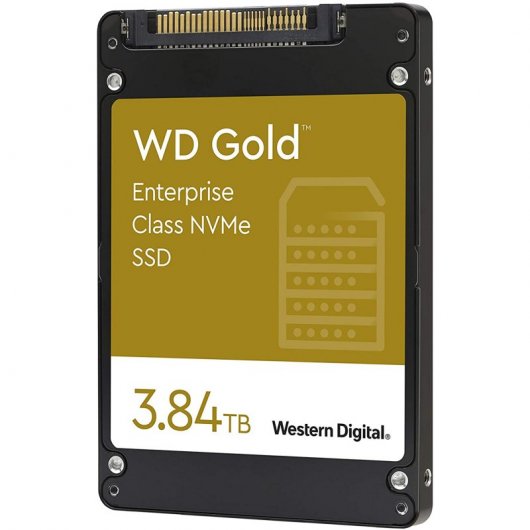 WD Gold™
Enterprise
Class NVMe
SSD
3.84TB
Western Digital®